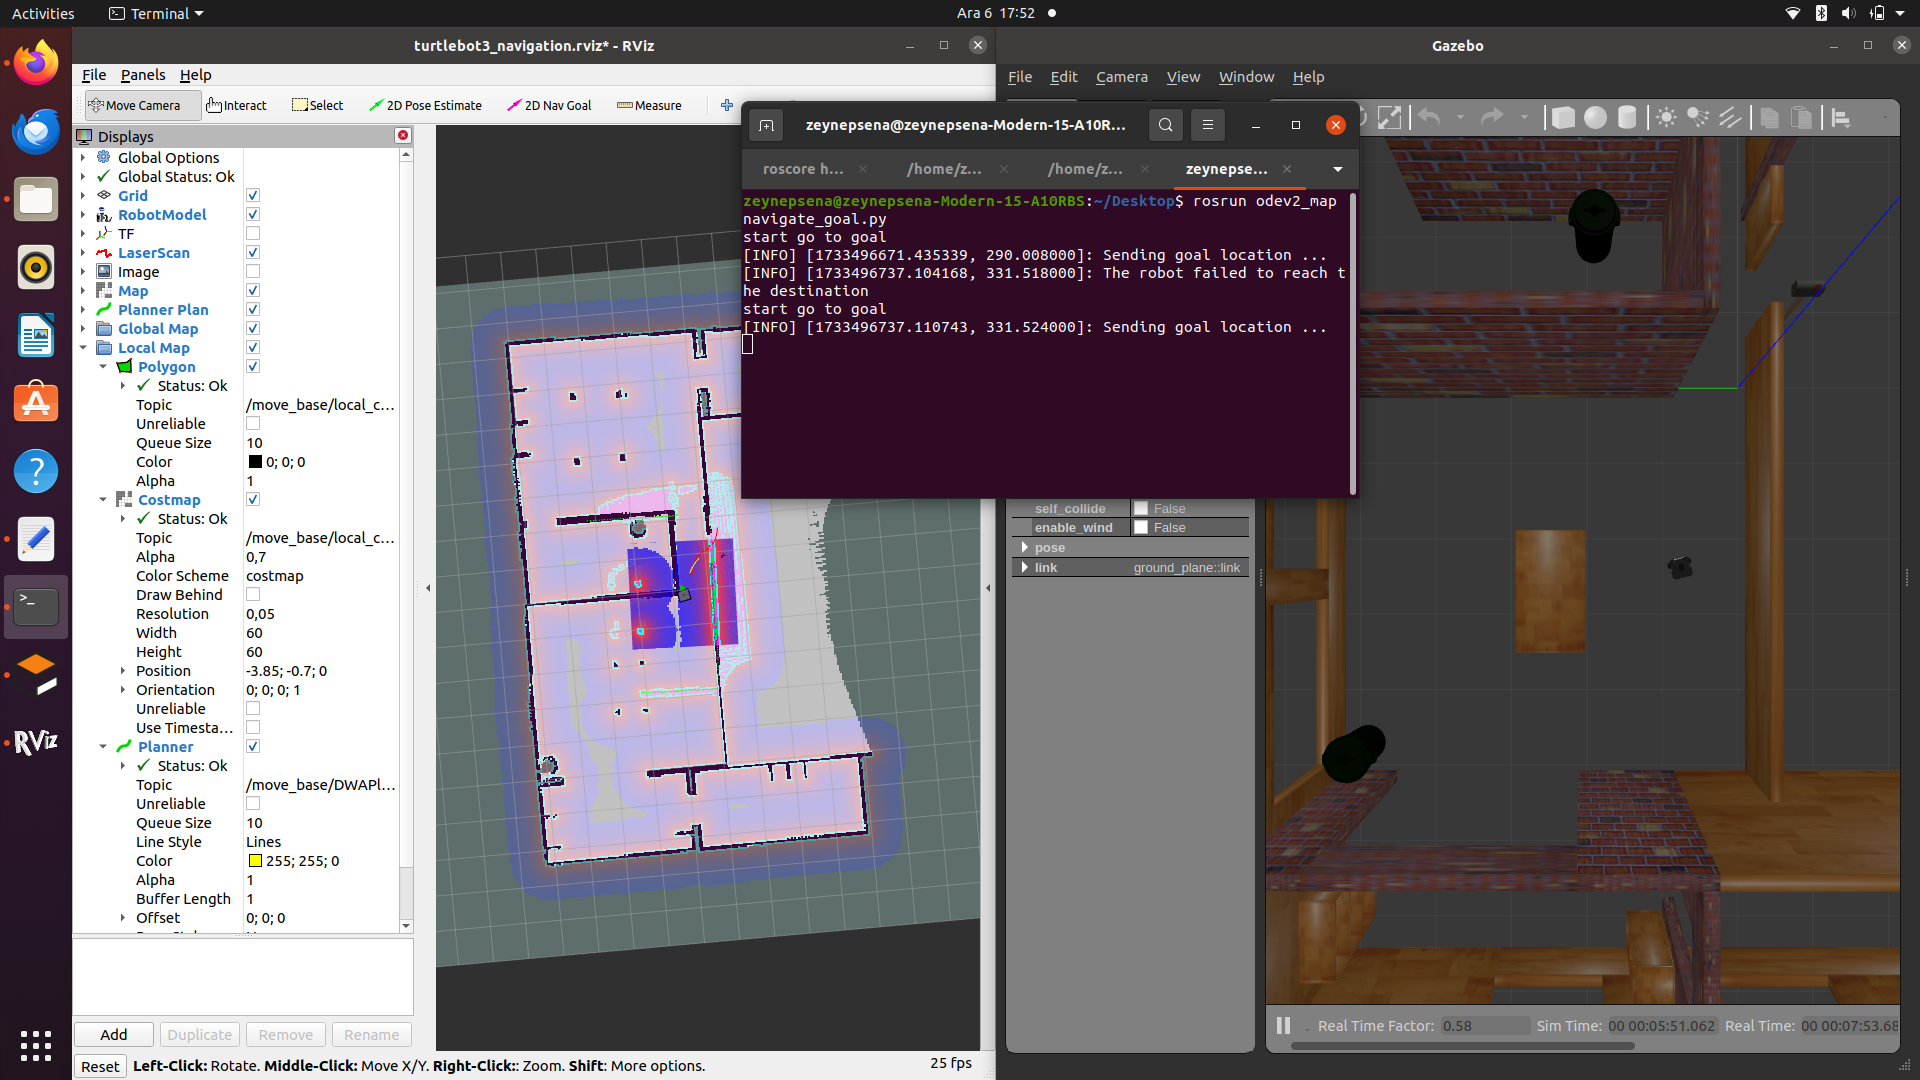 Activities
Terminal
Ara 6 17:52
turtlebot3_navigation.rviz* - RViz
File Panels Help
Move Camera Interact Select 2D Pose Estimate 2D Nav Goal Measure
Displays
Global Options
Global Status: Ok
Grid
RobotModel
TF
LaserScan
Image
Map
Planner Plan
Global Map
Local Map
Polygon
Status: Ok
Topic /move_base/local_c...
Unreliable
Queue Size 10
Color 0; 0; 0
Alpha 1
Costmap
Status: Ok
Topic /move_base/local_c...
Alpha 0,7
Color Scheme costmap
Draw Behind
Resolution 0,05
Width 60
Height 60
Position -3.85; -0.7; 0
Orientation 0; 0; 0; 1
Unreliable
Use Timesta...
Planner
Status: Ok
Topic /move_base/DWAPl...
Unreliable
Queue Size 10
Line Style Lines
Color 255; 255; 0
Alpha 1
Buffer Length 1
Offset 0; 0; 0
Add Duplicate Remove Rename
Reset Left-Click: Rotate. Middle-Click: Move X/Y. Right-Click:: Zoom. Shift: More options.
25 fps
RViz
zeynepsena@zeynepsena-Modern-15-A10R...
roscore h... /home/z... /home/z... zeynepse...
zeynepsena@zeynepsena-Modern-15-A10RBS:~/Desktop$ rosrun odev2_map
navigate_goal.py
start go to goal
[INFO] [1733496671.435339, 290.008000]: Sending goal location ...
[INFO] [1733496737.104168, 331.518000]: The robot failed to reach t
he destination
start go to goal
[INFO] [1733496737.110743, 331.524000]: Sending goal location ...
Gazebo
File Edit Camera View Window Help
self_collide False
enable_wind False
pose
link ground_plane::link
Real Time Factor: 0.58 Sim Time: 00 00:05:51.062 Real Time: 00 00:07:53.68